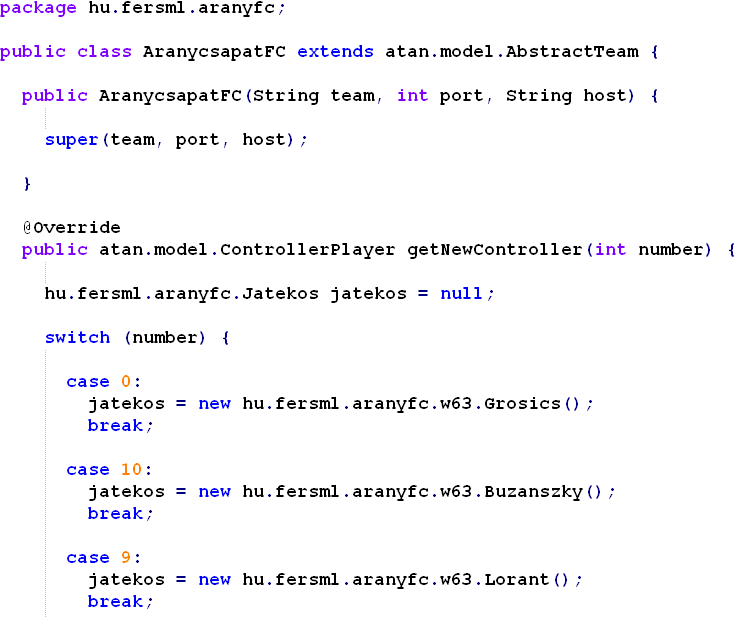 package hu.fersml.aranyfc;
public class AranycsapatFC extends atan.model.AbstractTeam {
public AranycsapatFC(String team, int port, String host) {
super(team, port, host);
}
@Override
public atan.model.ControllerPlayer getNewController(int number) {
hu.fersml.aranyfc.Jatekos jatekos = null;
switch (number) {
case 0:
jatekos = new hu.fersml.aranyfc.w63.Grosics();
break;
case 10:
jatekos = new hu.fersml.aranyfc.w63.Buzanszky();
break;
case 9:
jatekos = new hu.fersml.aranyfc.w63.Lorant();
break;